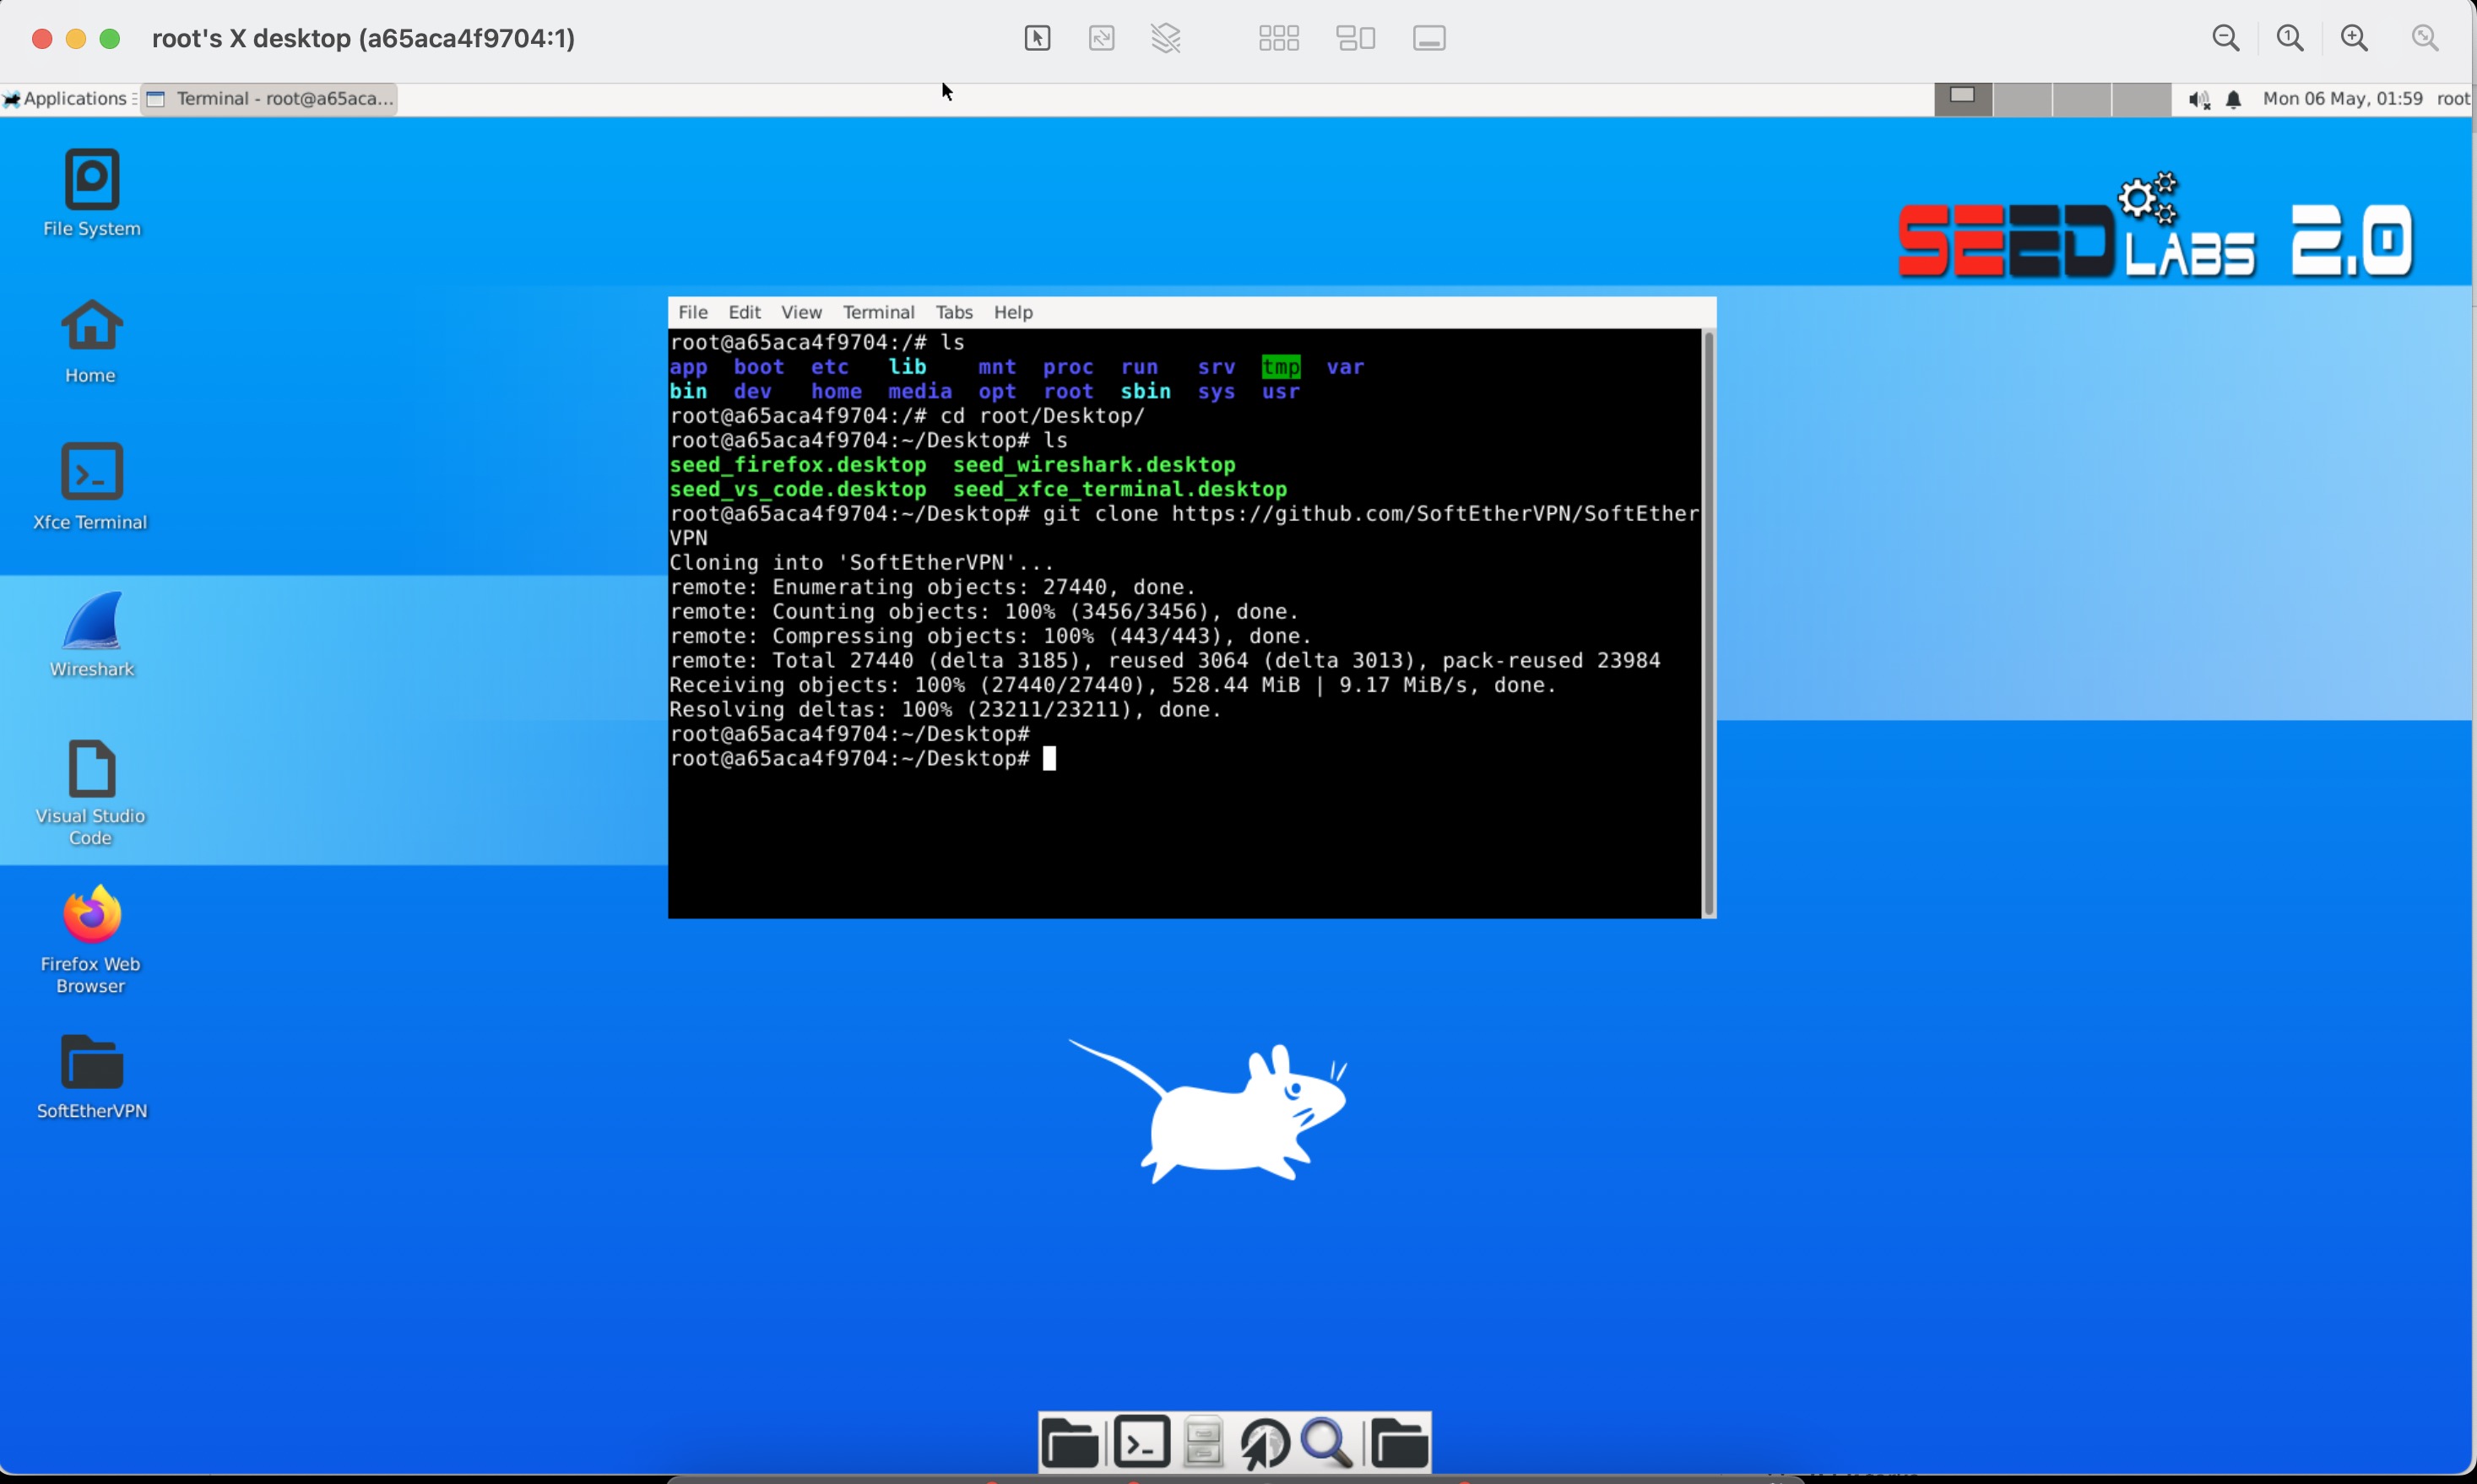 root's X desktop (a65aca4f9704:1)
Applications
Terminal - root@a65aca...
Mon 06 May, 01:59 root
File System
Home
Xfce Terminal
Wireshark
Visual Studio
Code
Firefox Web
Browser
SoftEtherVPN
SEED LABS 2.0
File Edit View Terminal Tabs Help
root@a65aca4f9704:/# ls
app boot etc lib mnt proc run srv tmp var
bin dev home media opt root sbin sys usr
root@a65aca4f9704:/# cd root/Desktop/
root@a65aca4f9704:~/Desktop# ls
seed_firefox.desktop seed_wireshark.desktop
seed_vs_code.desktop seed_xfce_terminal.desktop
root@a65aca4f9704:~/Desktop# git clone https://github.com/SoftEtherVPN/SoftEther
VPN
Cloning into 'SoftEtherVPN'...
remote: Enumerating objects: 27440, done.
remote: Counting objects: 100% (3456/3456), done.
remote: Compressing objects: 100% (443/443), done.
remote: Total 27440 (delta 3185), reused 3064 (delta 3013), pack-reused 23984
Receiving objects: 100% (27440/27440), 528.44 MiB | 9.17 MiB/s, done.
Resolving deltas: 100% (23211/23211), done.
root@a65aca4f9704:~/Desktop#
root@a65aca4f9704:~/Desktop#